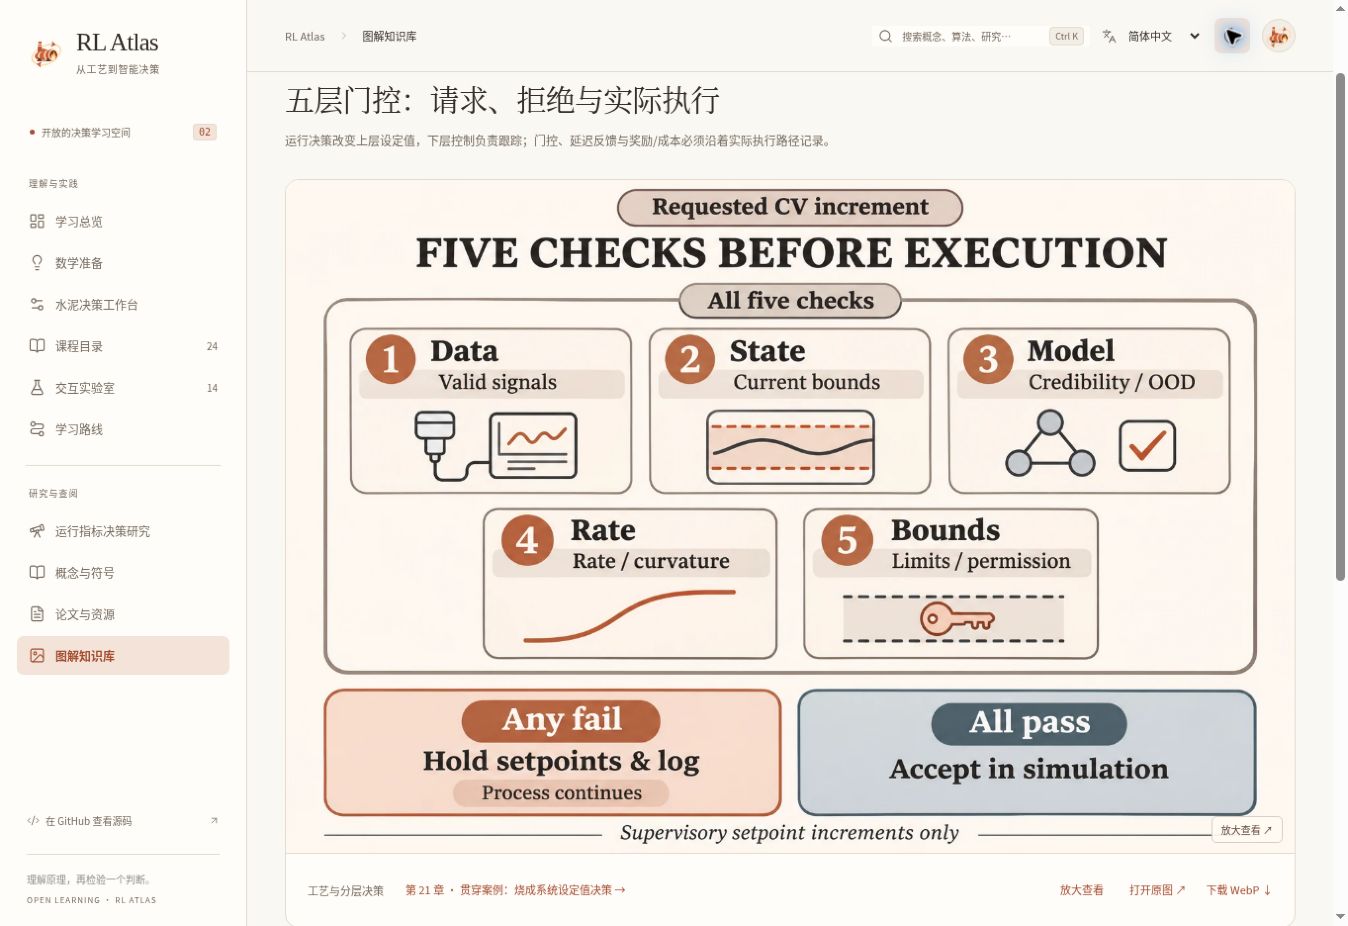 RL Atlas
从工艺到智能决策
开放的决策学习空间 02
理解与实践
学习总览
数学准备
水泥决策工作台
课程目录 24
交互实验室 14
学习路线
研究与查阅
运行指标决策研究
概念与符号
论文与资源
图解知识库
在 GitHub 查看源码 ↗
理解原理，再检验一个判断。
OPEN LEARNING · RL ATLAS
RL Atlas > 图解知识库
搜索概念、算法、研究… Ctrl K
简体中文
五层门控：请求、拒绝与实际执行
运行决策改变上层设定值，下层控制负责跟踪；门控、延迟反馈与奖励/成本必须沿着实际执行路径记录。
Requested CV increment
FIVE CHECKS BEFORE EXECUTION
All five checks
1 Data
Valid signals
2 State
Current bounds
3 Model
Credibility / OOD
4 Rate
Rate / curvature
5 Bounds
Limits / permission
Any fail
Hold setpoints & log
Process continues
All pass
Accept in simulation
Supervisory setpoint increments only
放大查看 ↗
工艺与分层决策 第 21 章 · 贯穿案例：烧成系统设定值决策 →
放大查看 打开原图 ↗ 下载 WebP ↓